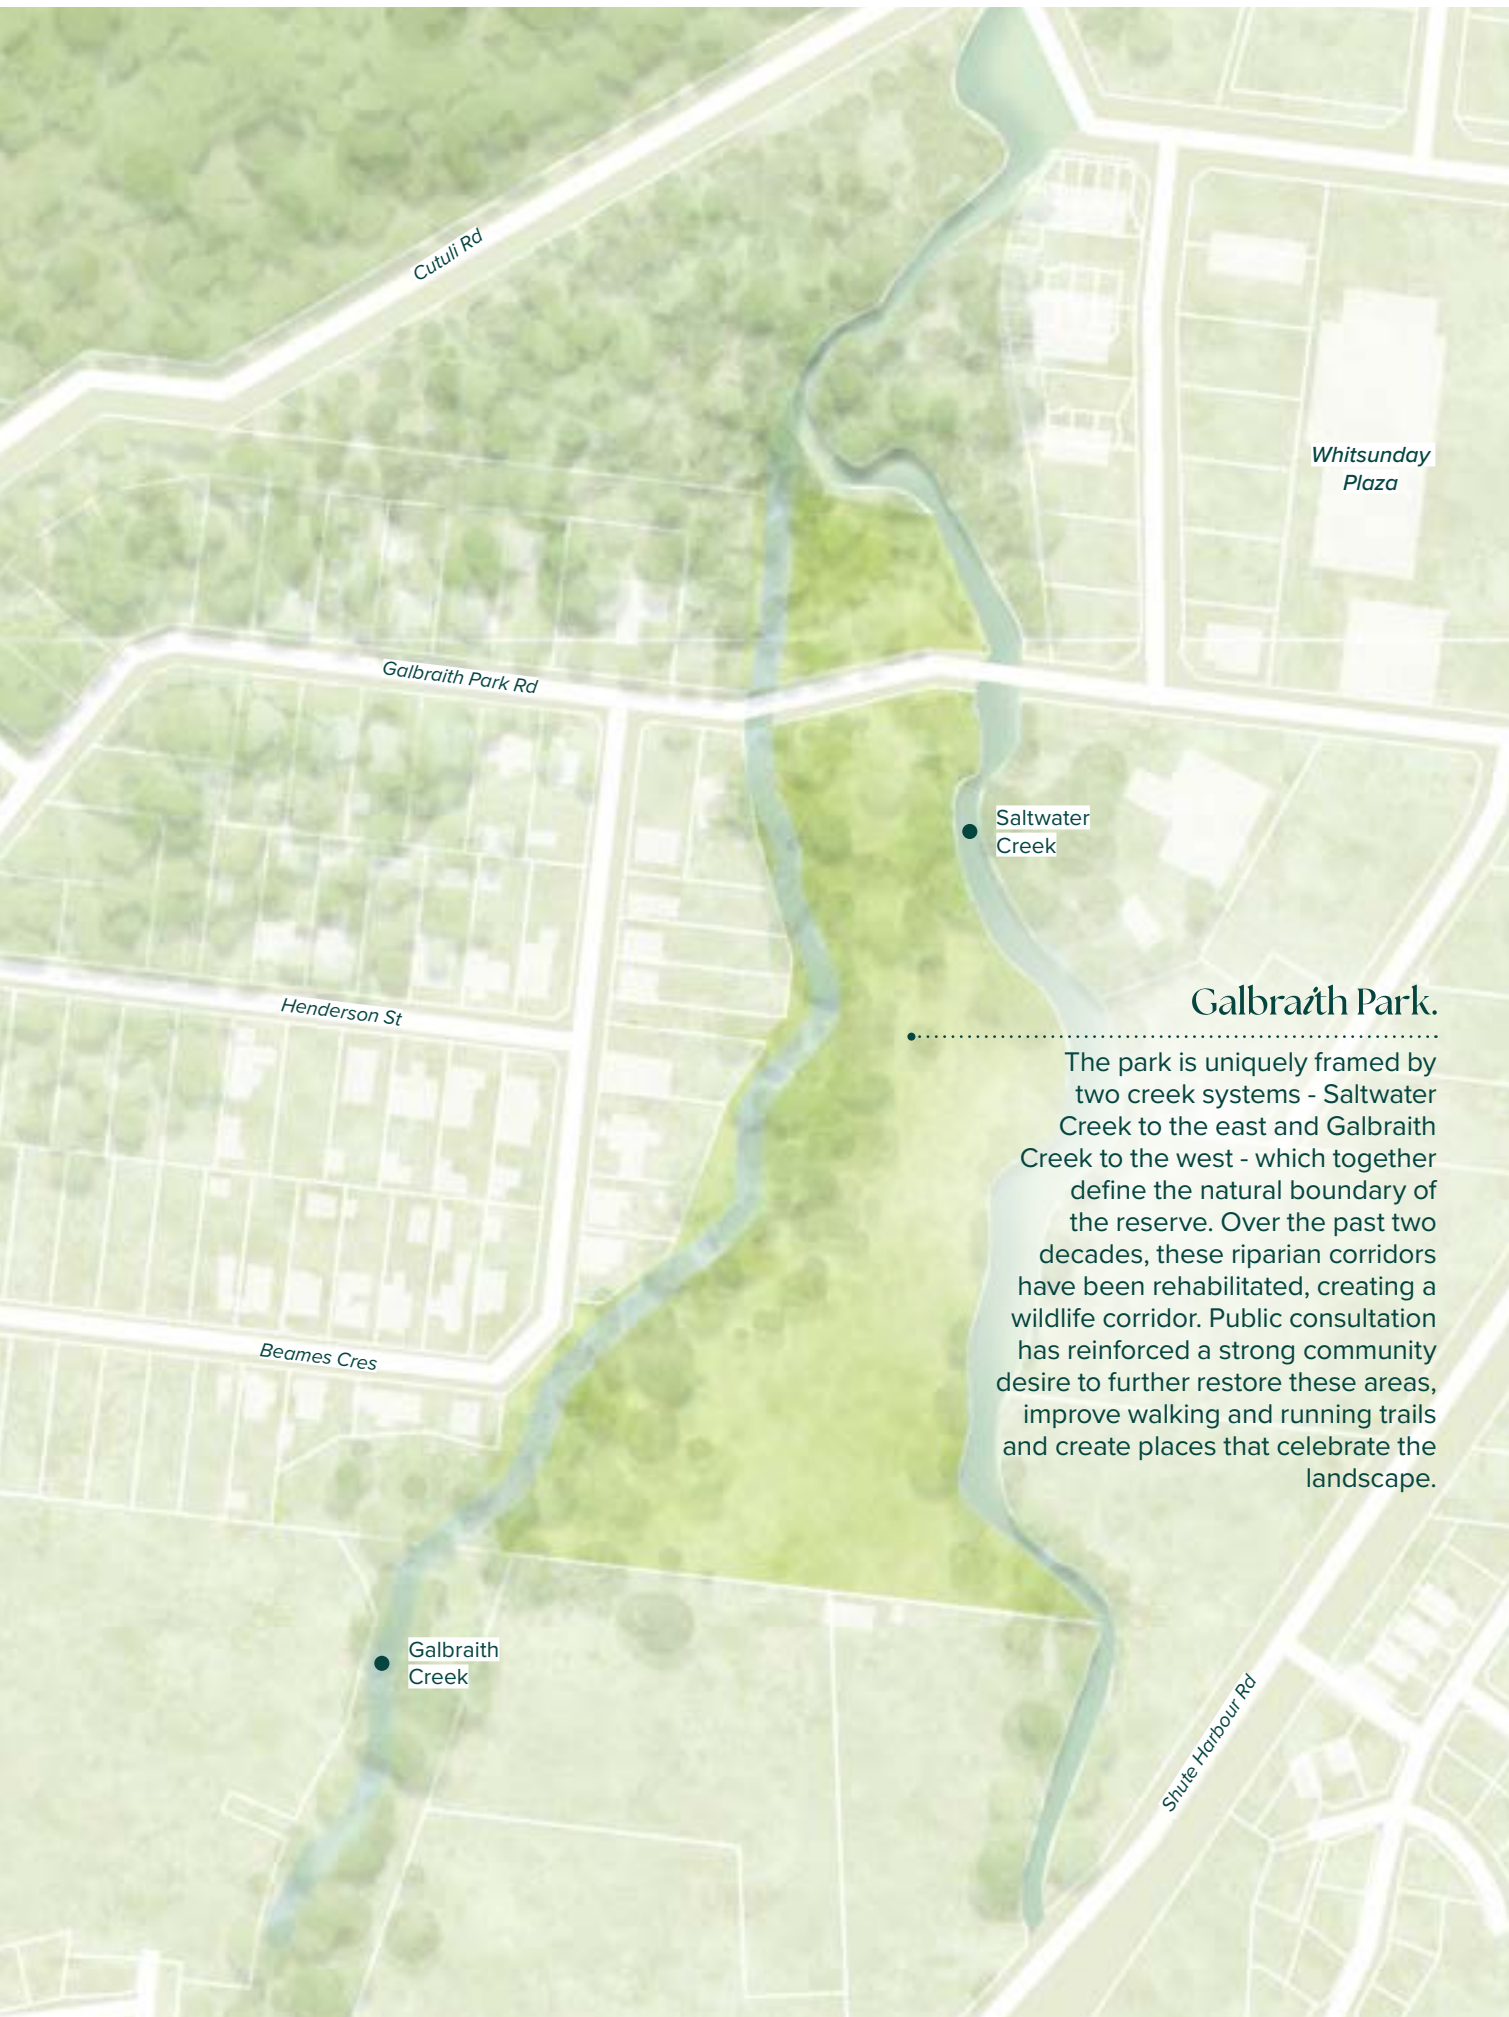 Cutuli Rd
Whitsunday
Plaza
Galbraith Park Rd
Saltwater
Creek
Henderson St
Galbraith Park.
The park is uniquely framed by
two creek systems - Saltwater
Creek to the east and Galbraith
Creek to the west - which together
define the natural boundary of
the reserve. Over the past two
decades, these riparian corridors
have been rehabilitated, creating a
wildlife corridor. Public consultation
has reinforced a strong community
desire to further restore these areas,
improve walking and running trails
and create places that celebrate the
landscape.
Beames Cres
Galbraith
Creek
Shute Harbour Rd